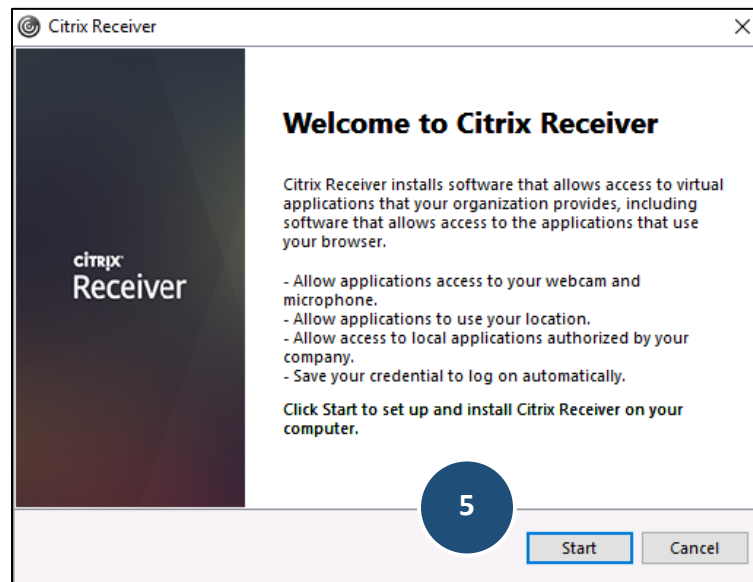 Citrix Receiver
Welcome to Citrix Receiver
Citrix Receiver installs software that allows access to virtual
applications that your organization provides, including
software that allows access to the applications that use
your browser.
- Allow applications access to your webcam and
microphone.
- Allow applications to use your location.
- Allow access to local applications authorized by your
company.
- Save your credential to log on automatically.
Click Start to set up and install Citrix Receiver on your
computer.
CITRIX
Receiver
5
Start
Cancel